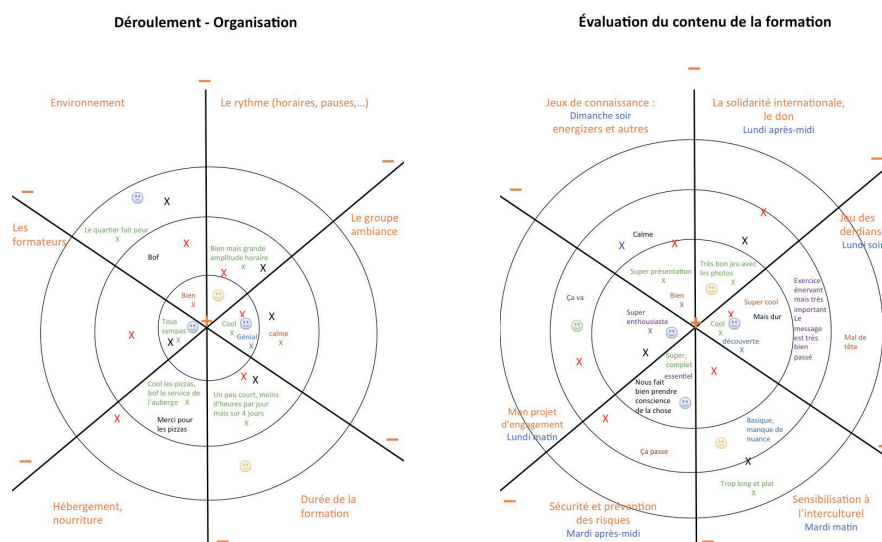 Déroulement - Organisation
Environnement
Le rythme (horaires, pauses,...)
Le groupe
ambiance
Les
formateurs
Le quartier fait peur
X
X
X
Bof
Bien mais grande
amplitude horaire
X
X
X
Bien
X
Tous
sympas
X
X
X
Cool
X
Génial
X
X
X
calme
X
Cool les pizzas,
bof le service de
l'auberge
X
Merci pour
les pizzas
X
X
X
Un peu court, moins
d'heures par jour
mais sur 4 jours
X
Hébergement,
nourriture
Durée de la
formation
Évaluation du contenu de la formation
Jeux de connaissance :
Dimanche soir
energizers et autres
La solidarité internationale,
le don
Lundi après-midi
Jeu des
derdians
Lundi soir
Calme
X
X
X
X
Super présentation
X
Très bon jeu avec
les photos
X
Bien
X
Ça va
Super
enthousiaste
X
X
X
Super cool
X
Mais dur
Cool
X
découverte
X
Exercice
énervant
mais très
important
Le
message
est très
bien
passé
Mal de
tête
Super,
complet
essentiel
X
Nous fait
bien prendre
conscience
de la chose
Mon projet
d'engagement
Lundi matin
X
X
Ça passe
Basique,
manque de
nuance
X
Trop long et plat
X
Sécurité et prévention
des risques
Mardi après-midi
Sensibilisation à
l'interculturel
Mardi matin